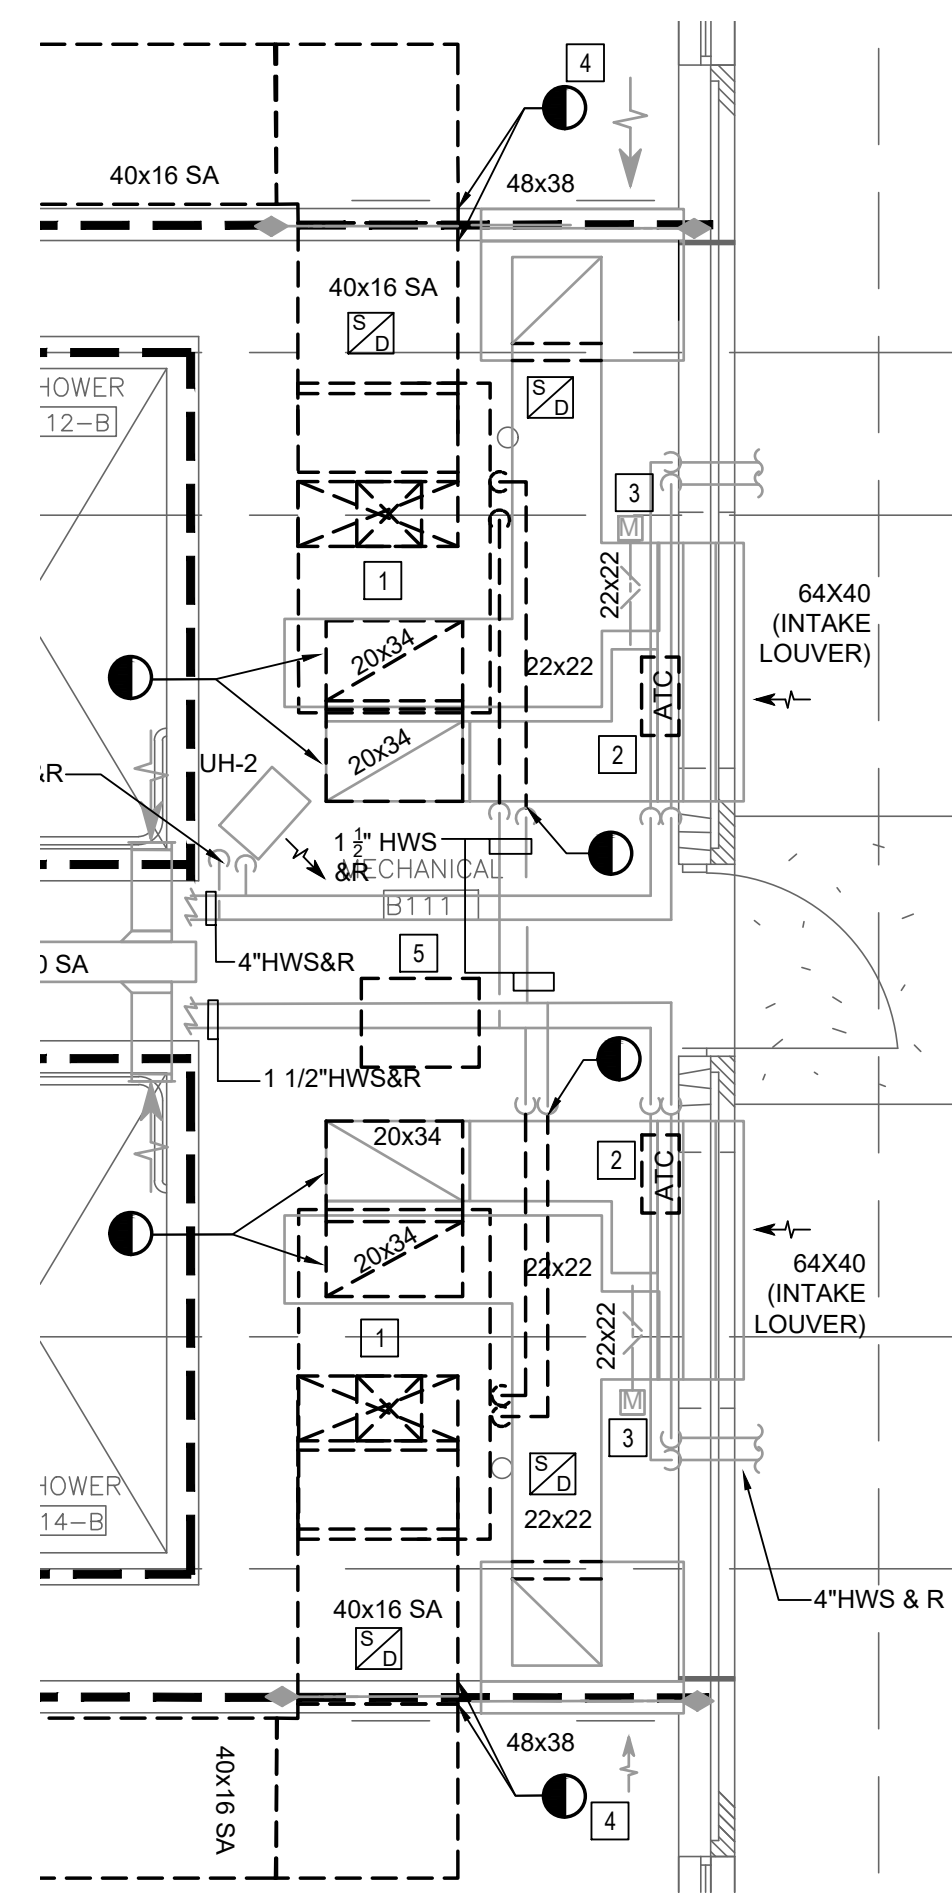 4
40x16 SA
48x38
40x16 SA
S
D
S
D
HOWER
12-B
3
M
22x22
1
64X40
(INTAKE
LOUVER)
20x34
22x22
ATC
20x34
2
&R
UH-2
1 1/2" HWS
&R
MECHANICAL
B111
5
4"HWS&R
0 SA
1 1/2"HWS&R
20x34
2
ATC
20x34
22x22
64X40
(INTAKE
LOUVER)
22x22
1
M
3
S
D
HOWER
14-B
22x22
4"HWS & R
40x16 SA
S
D
48x38
40x16 SA
4